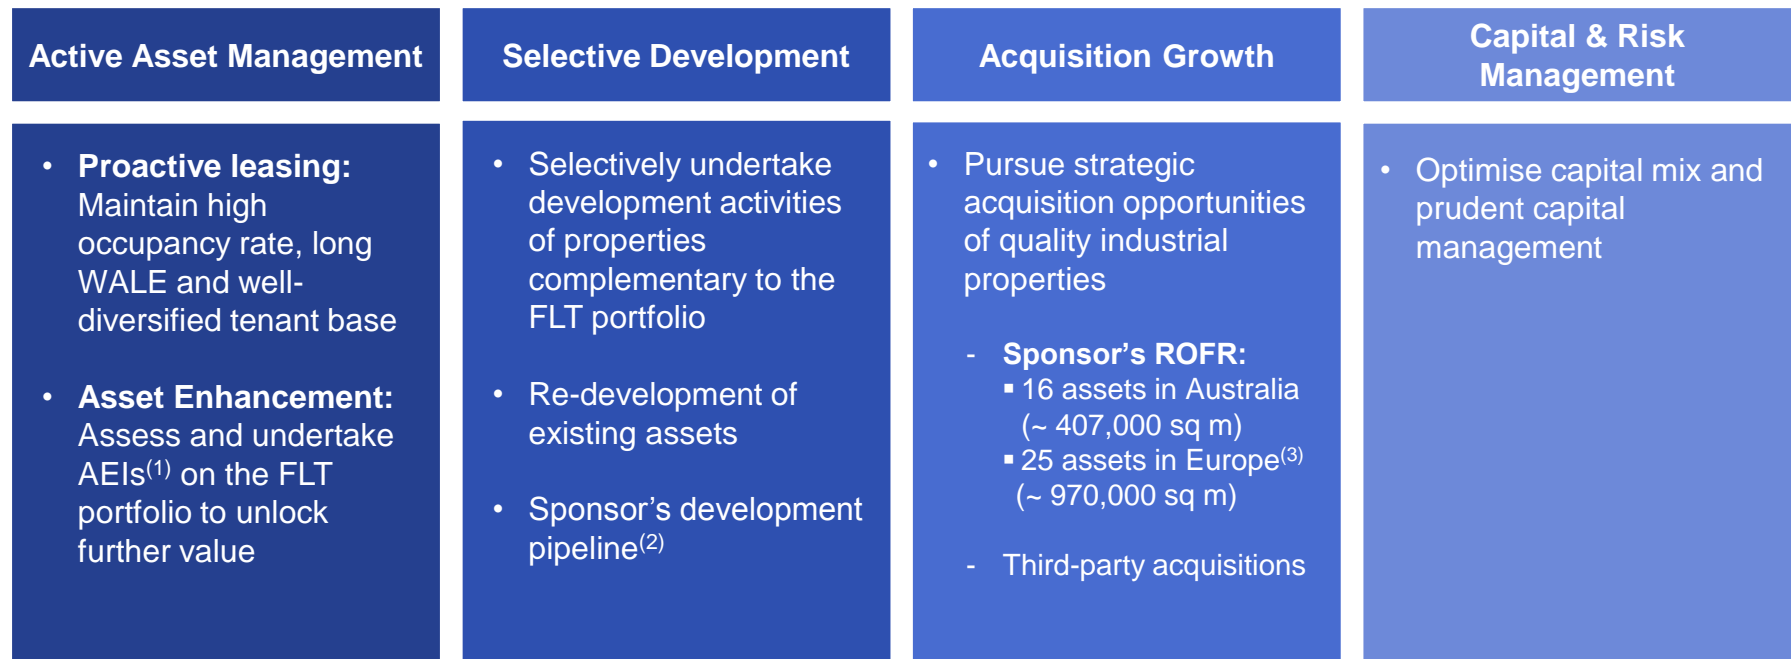 Active Asset Management
• Proactive leasing:
Maintain high
occupancy rate, long
WALE and well-
diversified tenant base
• Asset Enhancement:
Assess and undertake
AEIs(1) on the FLT
portfolio to unlock
further value
Selective Development
• Selectively undertake
development activities
of properties
complementary to the
FLT portfolio
• Re-development of
existing assets
• Sponsor’s development
pipeline(2)
Acquisition Growth
• Pursue strategic
acquisition opportunities
of quality industrial
properties
- Sponsor’s ROFR:
▪ 16 assets in Australia
(~ 407,000 sq m)
▪ 25 assets in Europe(3)
(~ 970,000 sq m)
- Third-party acquisitions
Capital & Risk
Management
• Optimise capital mix and
prudent capital
management